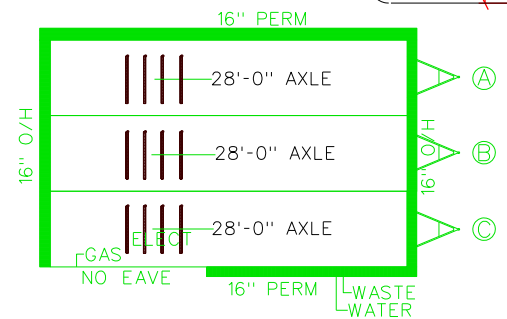 16" PERM
28'-0" AXLE
A
16" O/H
16" O/H
28'-0" AXLE
B
28'-0" AXLE
C
ELECT
GAS
NO EAVE
16" PERM
WASTE
WATER